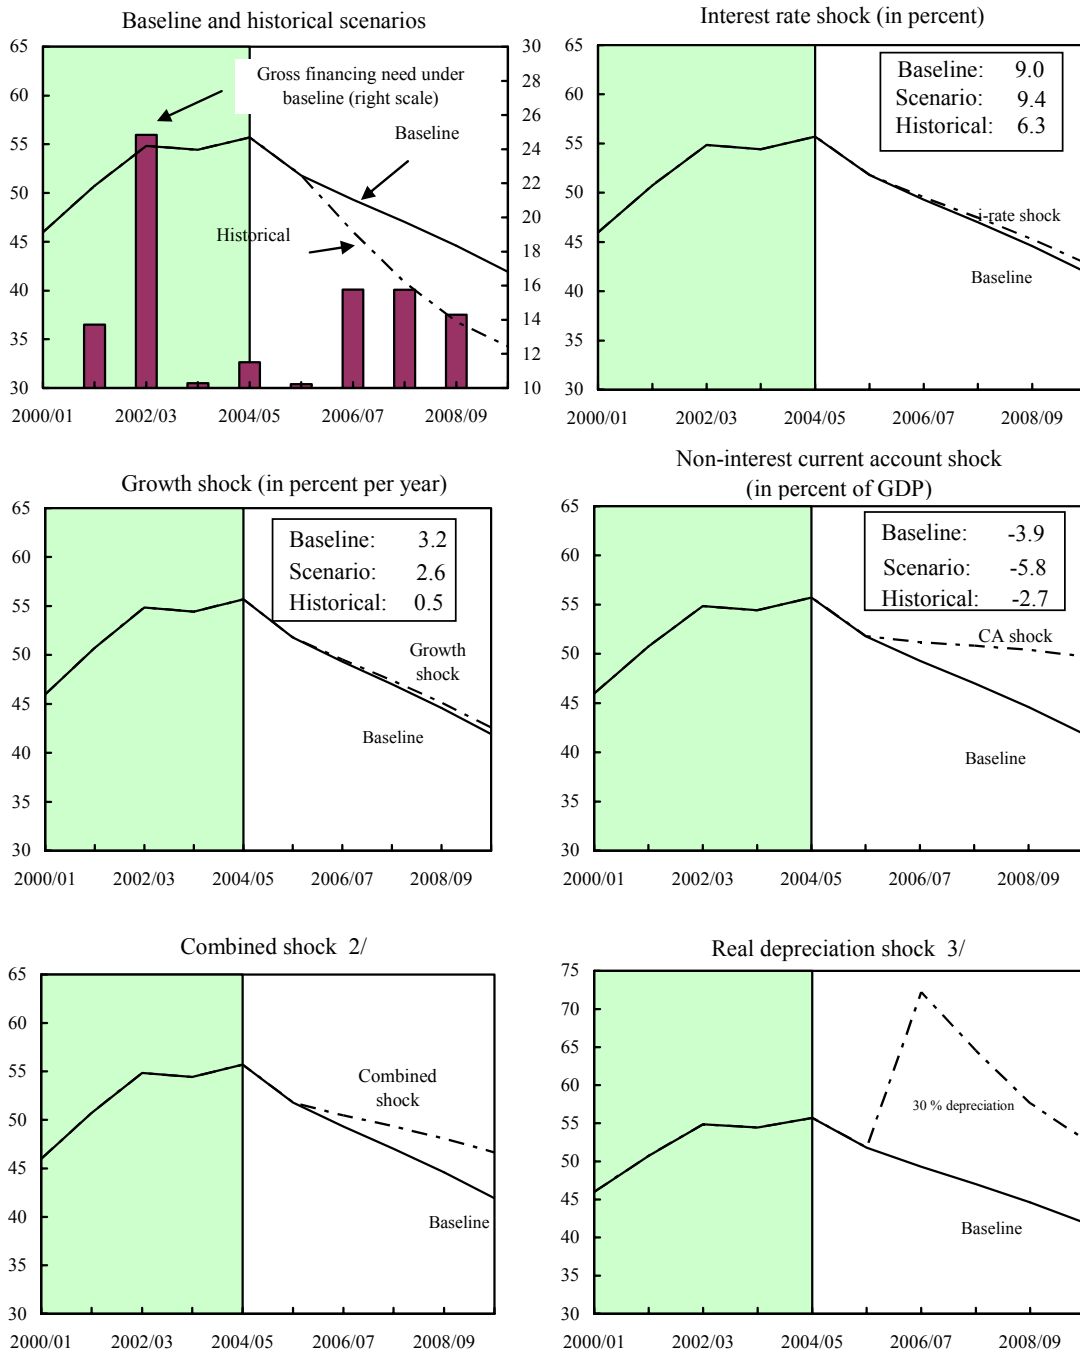 Baseline and historical scenarios
65
60
55
50
45
40
35
30
30
28
26
24
22
20
18
16
14
12
10
Gross financing need under
baseline (right scale)
Baseline
Historical
2000/01 2002/03 2004/05 2006/07 2008/09
Interest rate shock (in percent)
65
60
55
50
45
40
35
30
Baseline: 9.0
Scenario: 9.4
Historical: 6.3
i-rate shock
Baseline
2000/01 2002/03 2004/05 2006/07 2008/09
Growth shock (in percent per year)
65
60
55
50
45
40
35
30
Baseline: 3.2
Scenario: 2.6
Historical: 0.5
Growth
shock
Baseline
2000/01 2002/03 2004/05 2006/07 2008/09
Non-interest current account shock
(in percent of GDP)
65
60
55
50
45
40
35
30
Baseline: -3.9
Scenario: -5.8
Historical: -2.7
CA shock
Baseline
2000/01 2002/03 2004/05 2006/07 2008/09
Combined shock 2/
65
60
55
50
45
40
35
30
Combined
shock
Baseline
2000/01 2002/03 2004/05 2006/07 2008/09
Real depreciation shock 3/
75
70
65
60
55
50
45
40
35
30
30 % depreciation
Baseline
2000/01 2002/03 2004/05 2006/07 2008/09